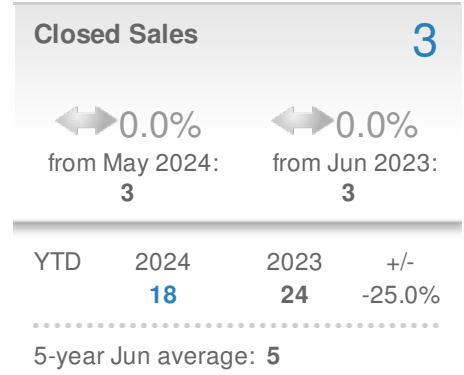 Closed Sales 3
0.0% 0.0%
from May 2024: from Jun 2023:
3 3
YTD 2024 2023 +/-
18 24 -25.0%
5-year Jun average: 5